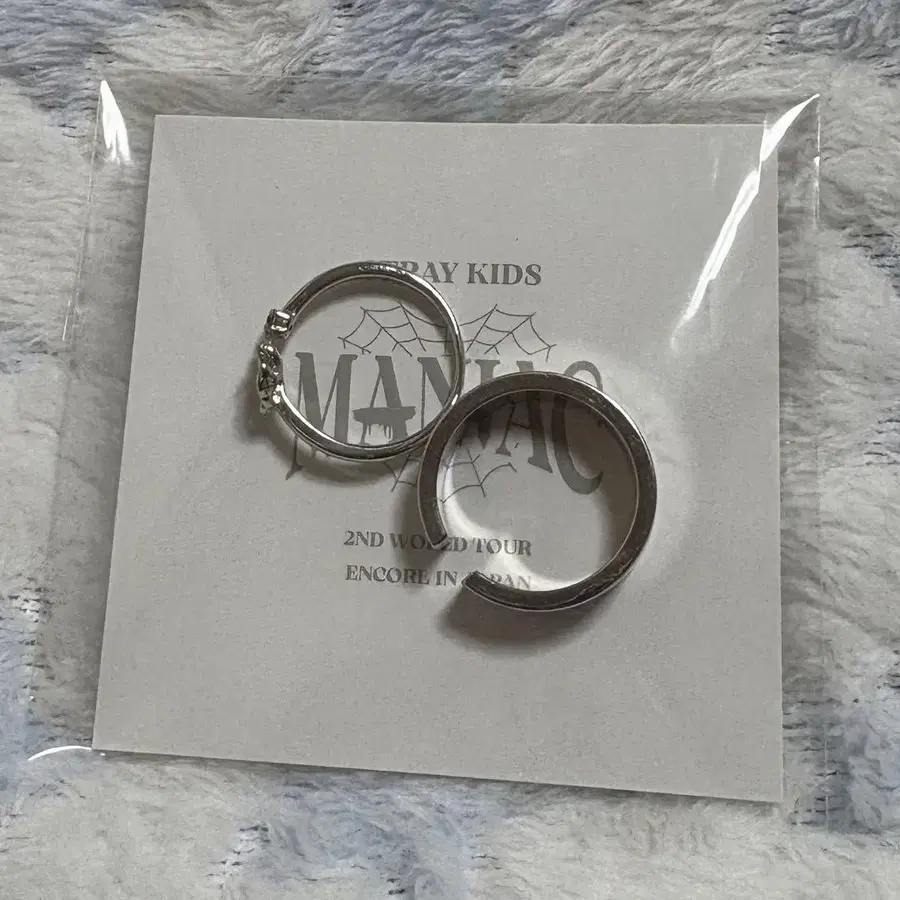 STRAY KIDS
MANIAC
2ND WORLD TOUR
ENCORE IN JAPAN